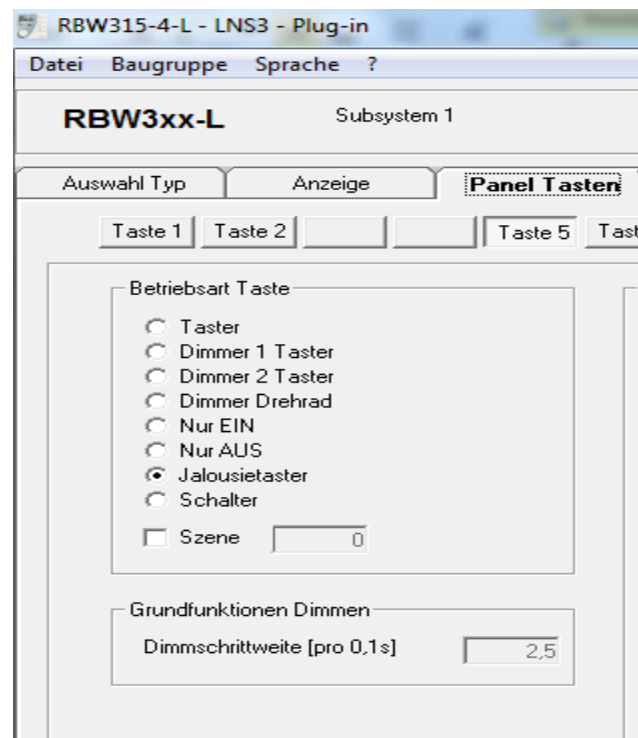 RBW315-4-L - LNS3 - Plug-in
Datei Baugruppe Sprache ?
RBW3xx-L Subsystem 1
Auswahl Typ Anzeige Panel Tasten
Taste 1 Taste 2 Taste 5 Tast
Betriebsart Taste
Taster
Dimmer 1 Taster
Dimmer 2 Taster
Dimmer Drehrad
Nur EIN
Nur AUS
Jalousietaster
Schalter
Szene 0
Grundfunktionen Dimmen
Dimmschrittweite [pro 0,1s] 2,5